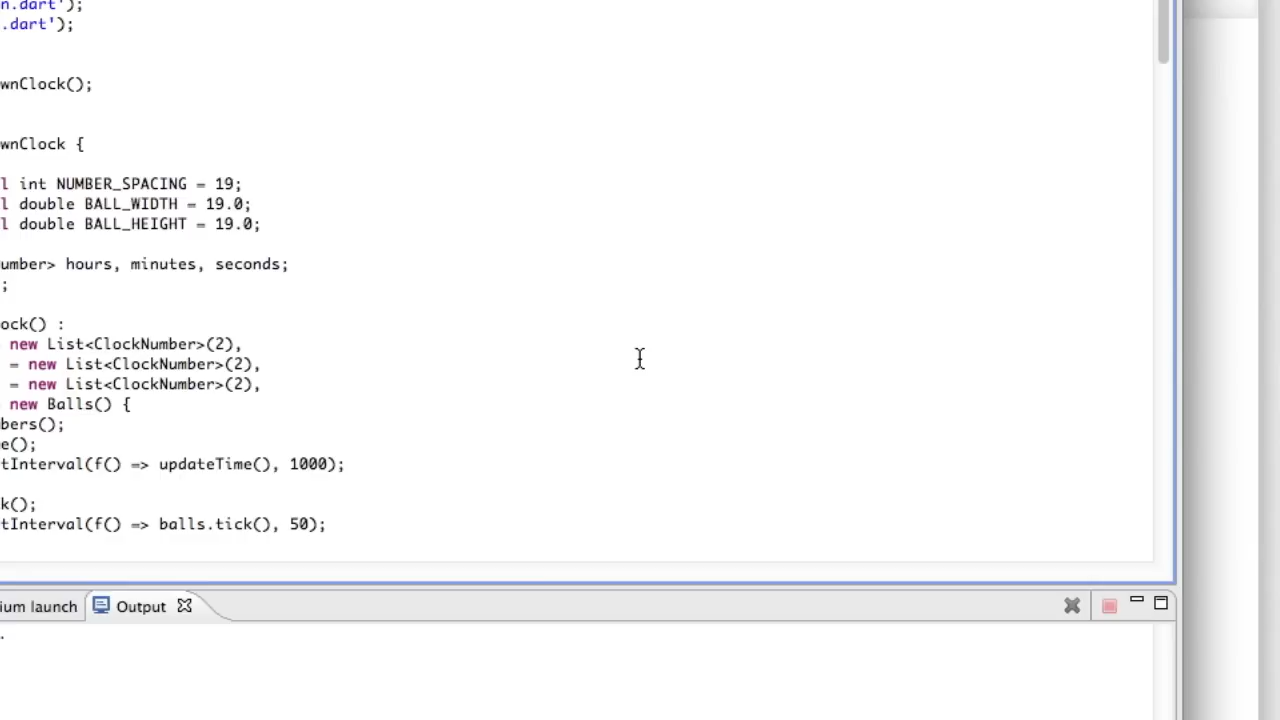 n.dart');
.dart');
wnClock();
wnClock {
l int NUMBER_SPACING = 19;
l double BALL_WIDTH = 19.0;
l double BALL_HEIGHT = 19.0;
umber> hours, minutes, seconds;
;
ock() :
new List<ClockNumber>(2),
= new List<ClockNumber>(2),
= new List<ClockNumber>(2),
new Balls() {
mbers();
e();
tInterval(f() => updateTime(), 1000);
k();
tInterval(f() => balls.tick(), 50);
ium launch
Output
.